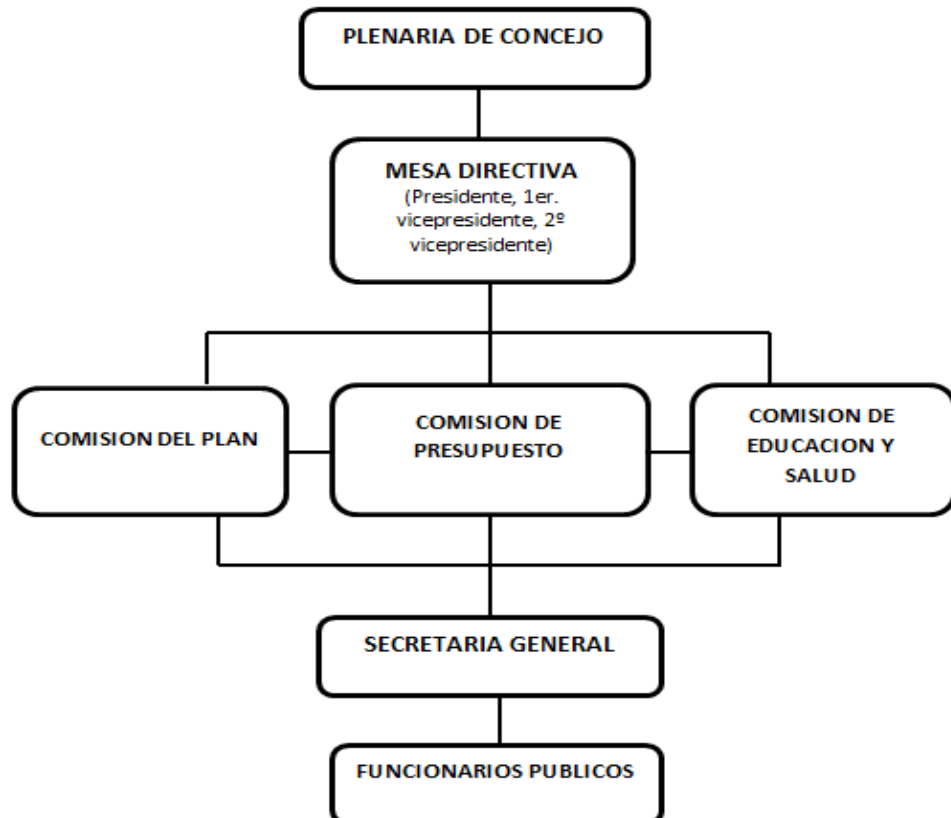 PLENARIA DE CONCEJO
MESA DIRECTIVA
(Presidente, 1er.
vicepresidente, 2º
vicepresidente)
COMISION DEL PLAN
COMISION DE
PRESUPUESTO
COMISION DE
EDUCACION Y
SALUD
SECRETARIA GENERAL
FUNCIONARIOS PUBLICOS